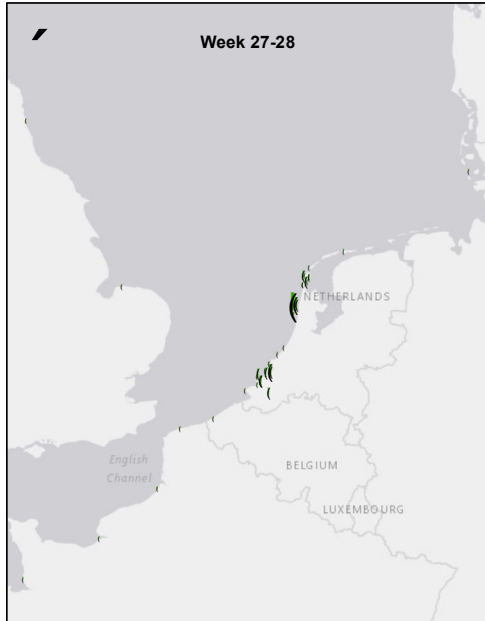 Week 27-28
NETHERLANDS
English
Channel
BELGIUM
LUXEMBOURG